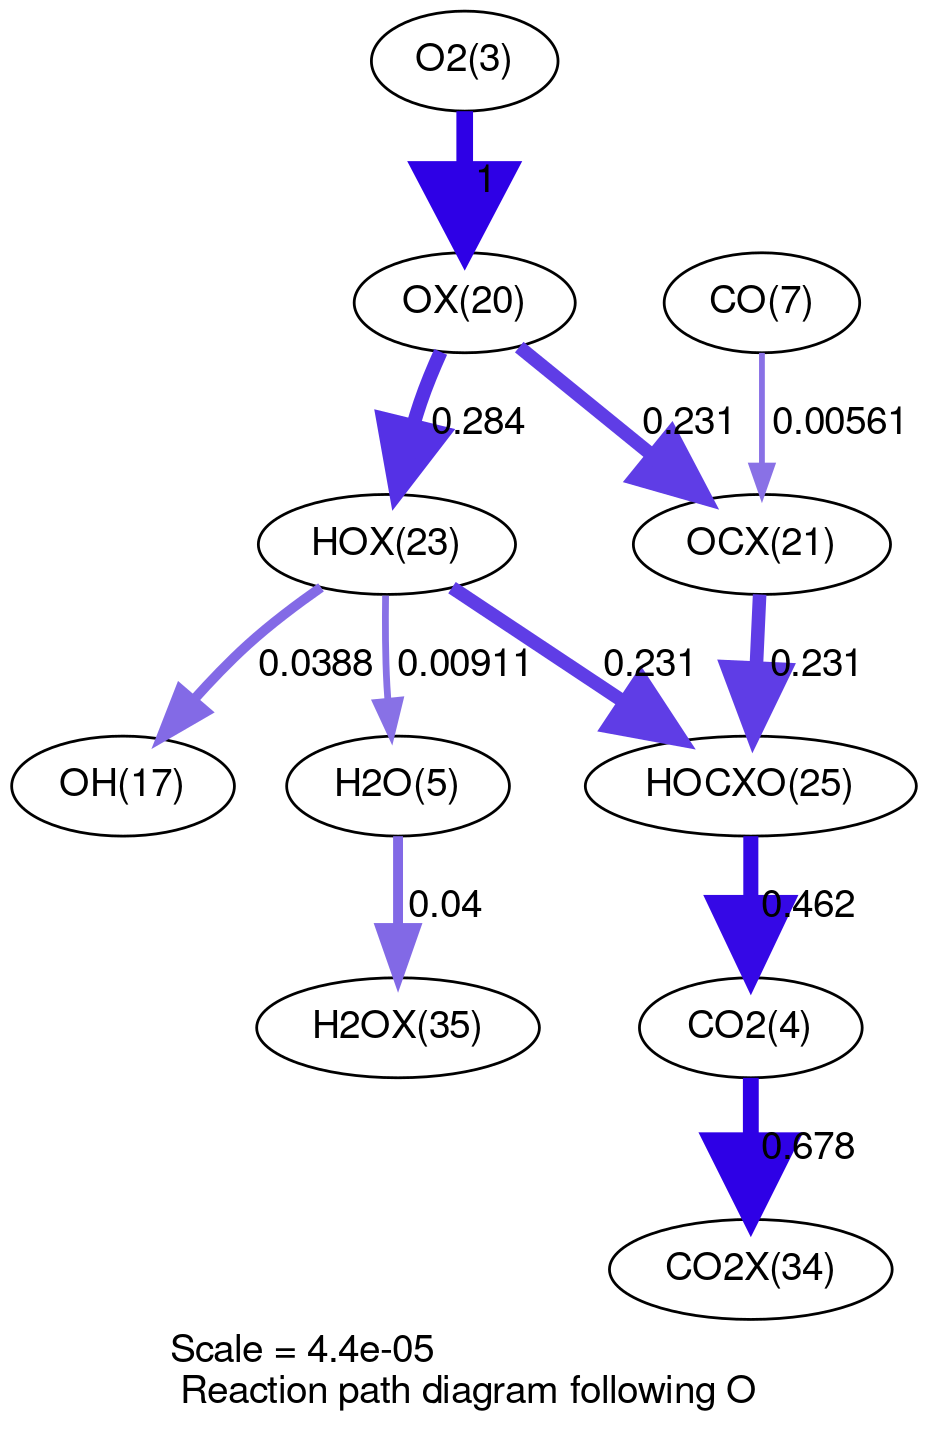 O2(3)
1
OX(20)
CO(7)
0.284
0.231
0.00561
HOX(23)
OCX(21)
0.0388
0.00911
0.231
0.231
OH(17)
H2O(5)
HOCXO(25)
0.04
0.462
H2OX(35)
CO2(4)
0.678
CO2X(34)
Scale = 4.4e-05
Reaction path diagram following O